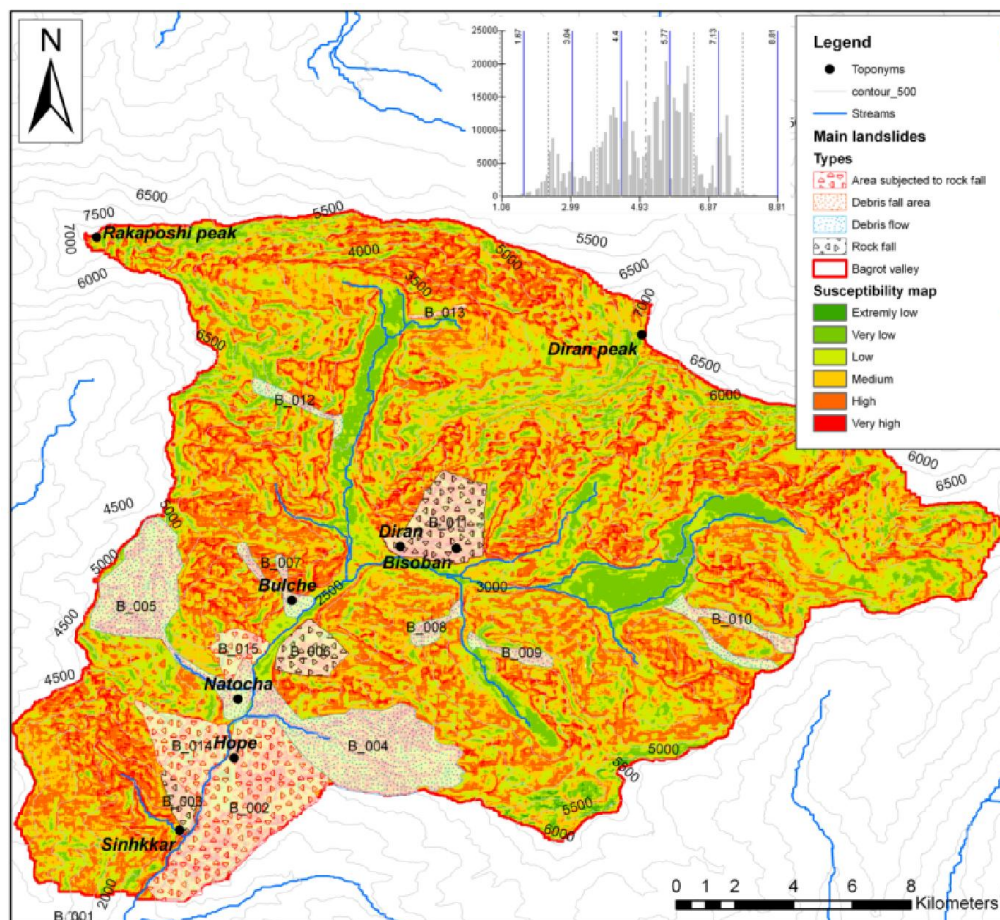 N
25000
20000
15000
10000
5000
0
1.67
3.04
4.4
5.77
7.13
8.81
1.06
2.99
4.93
6.87
8.81
Legend
Toponyms
contour_500
Streams
Main landslides
Types
Area subjected to rock fall
Debris fall area
Debris flow
Rock fall
Bagrot valley
Susceptibility map
Extremly low
Very low
Low
Medium
High
Very high
6500
7500
7000
Rakaposhi peak
6000
5500
4000
3500
5000
5500
6500
7000
B_013
Diran peak
6500
6000
6500
B_012
6000
6500
4500
5000
5000
4500
B_011
Diran
Bisoban
B_007
Bulche
2500
3000
B_005
B_008
B_010
B_009
B_015
B_006
4500
Natocha
B_014
Hope
B_004
5000
5500
5500
6000
B_003
B_002
Sinhkkar
2000
B_001
0 1 2 4 6 8
Kilometers